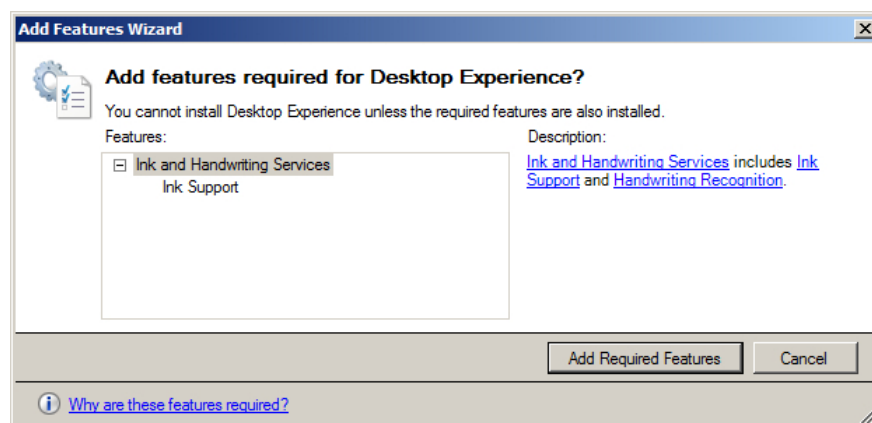 Add Features Wizard
Add features required for Desktop Experience?
You cannot install Desktop Experience unless the required features are also installed.
Features:
Ink and Handwriting Services
Ink Support
Description:
Ink and Handwriting Services includes Ink
Support and Handwriting Recognition.
Add Required Features
Cancel
Why are these features required?